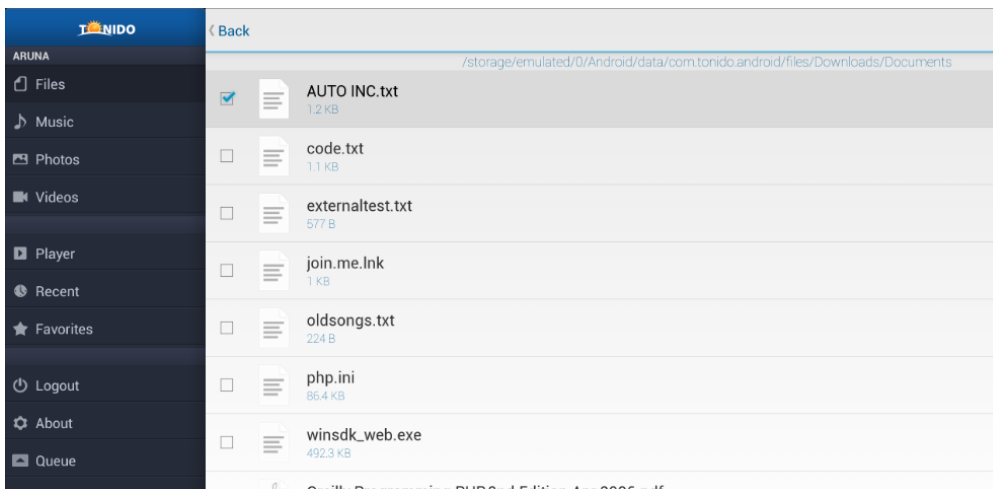 TONIDO
ARUNA
Files
Music
Photos
Videos
Player
Recent
Favorites
Logout
About
Queue
Back
/storage/emulated/0/Android/data/com.tonido.android/files/Downloads/Documents
AUTO INC.txt
1.2 KB
code.txt
1.1 KB
externaltest.txt
577 B
join.me.lnk
1 KB
oldsongs.txt
224 B
php.ini
86.4 KB
winsdk_web.exe
492.3 KB